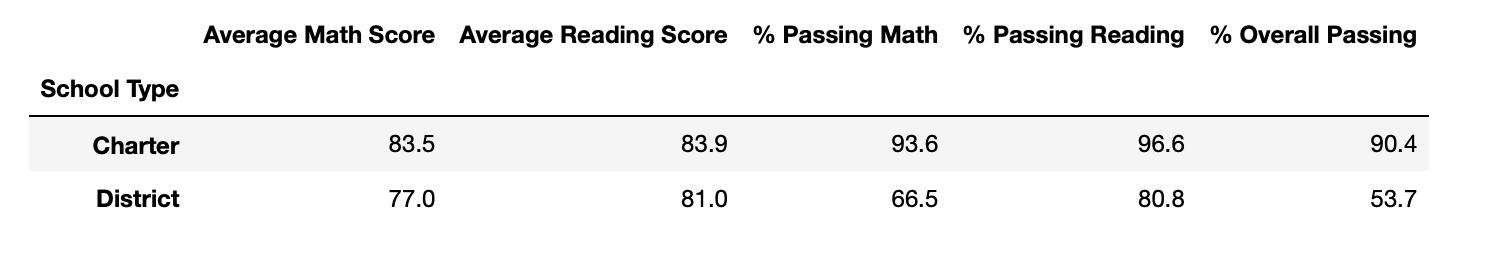 Average Math Score Average Reading Score % Passing Math % Passing Reading % Overall Passing
School Type
Charter 83.5 83.9 93.6 96.6 90.4
District 77.0 81.0 66.5 80.8 53.7